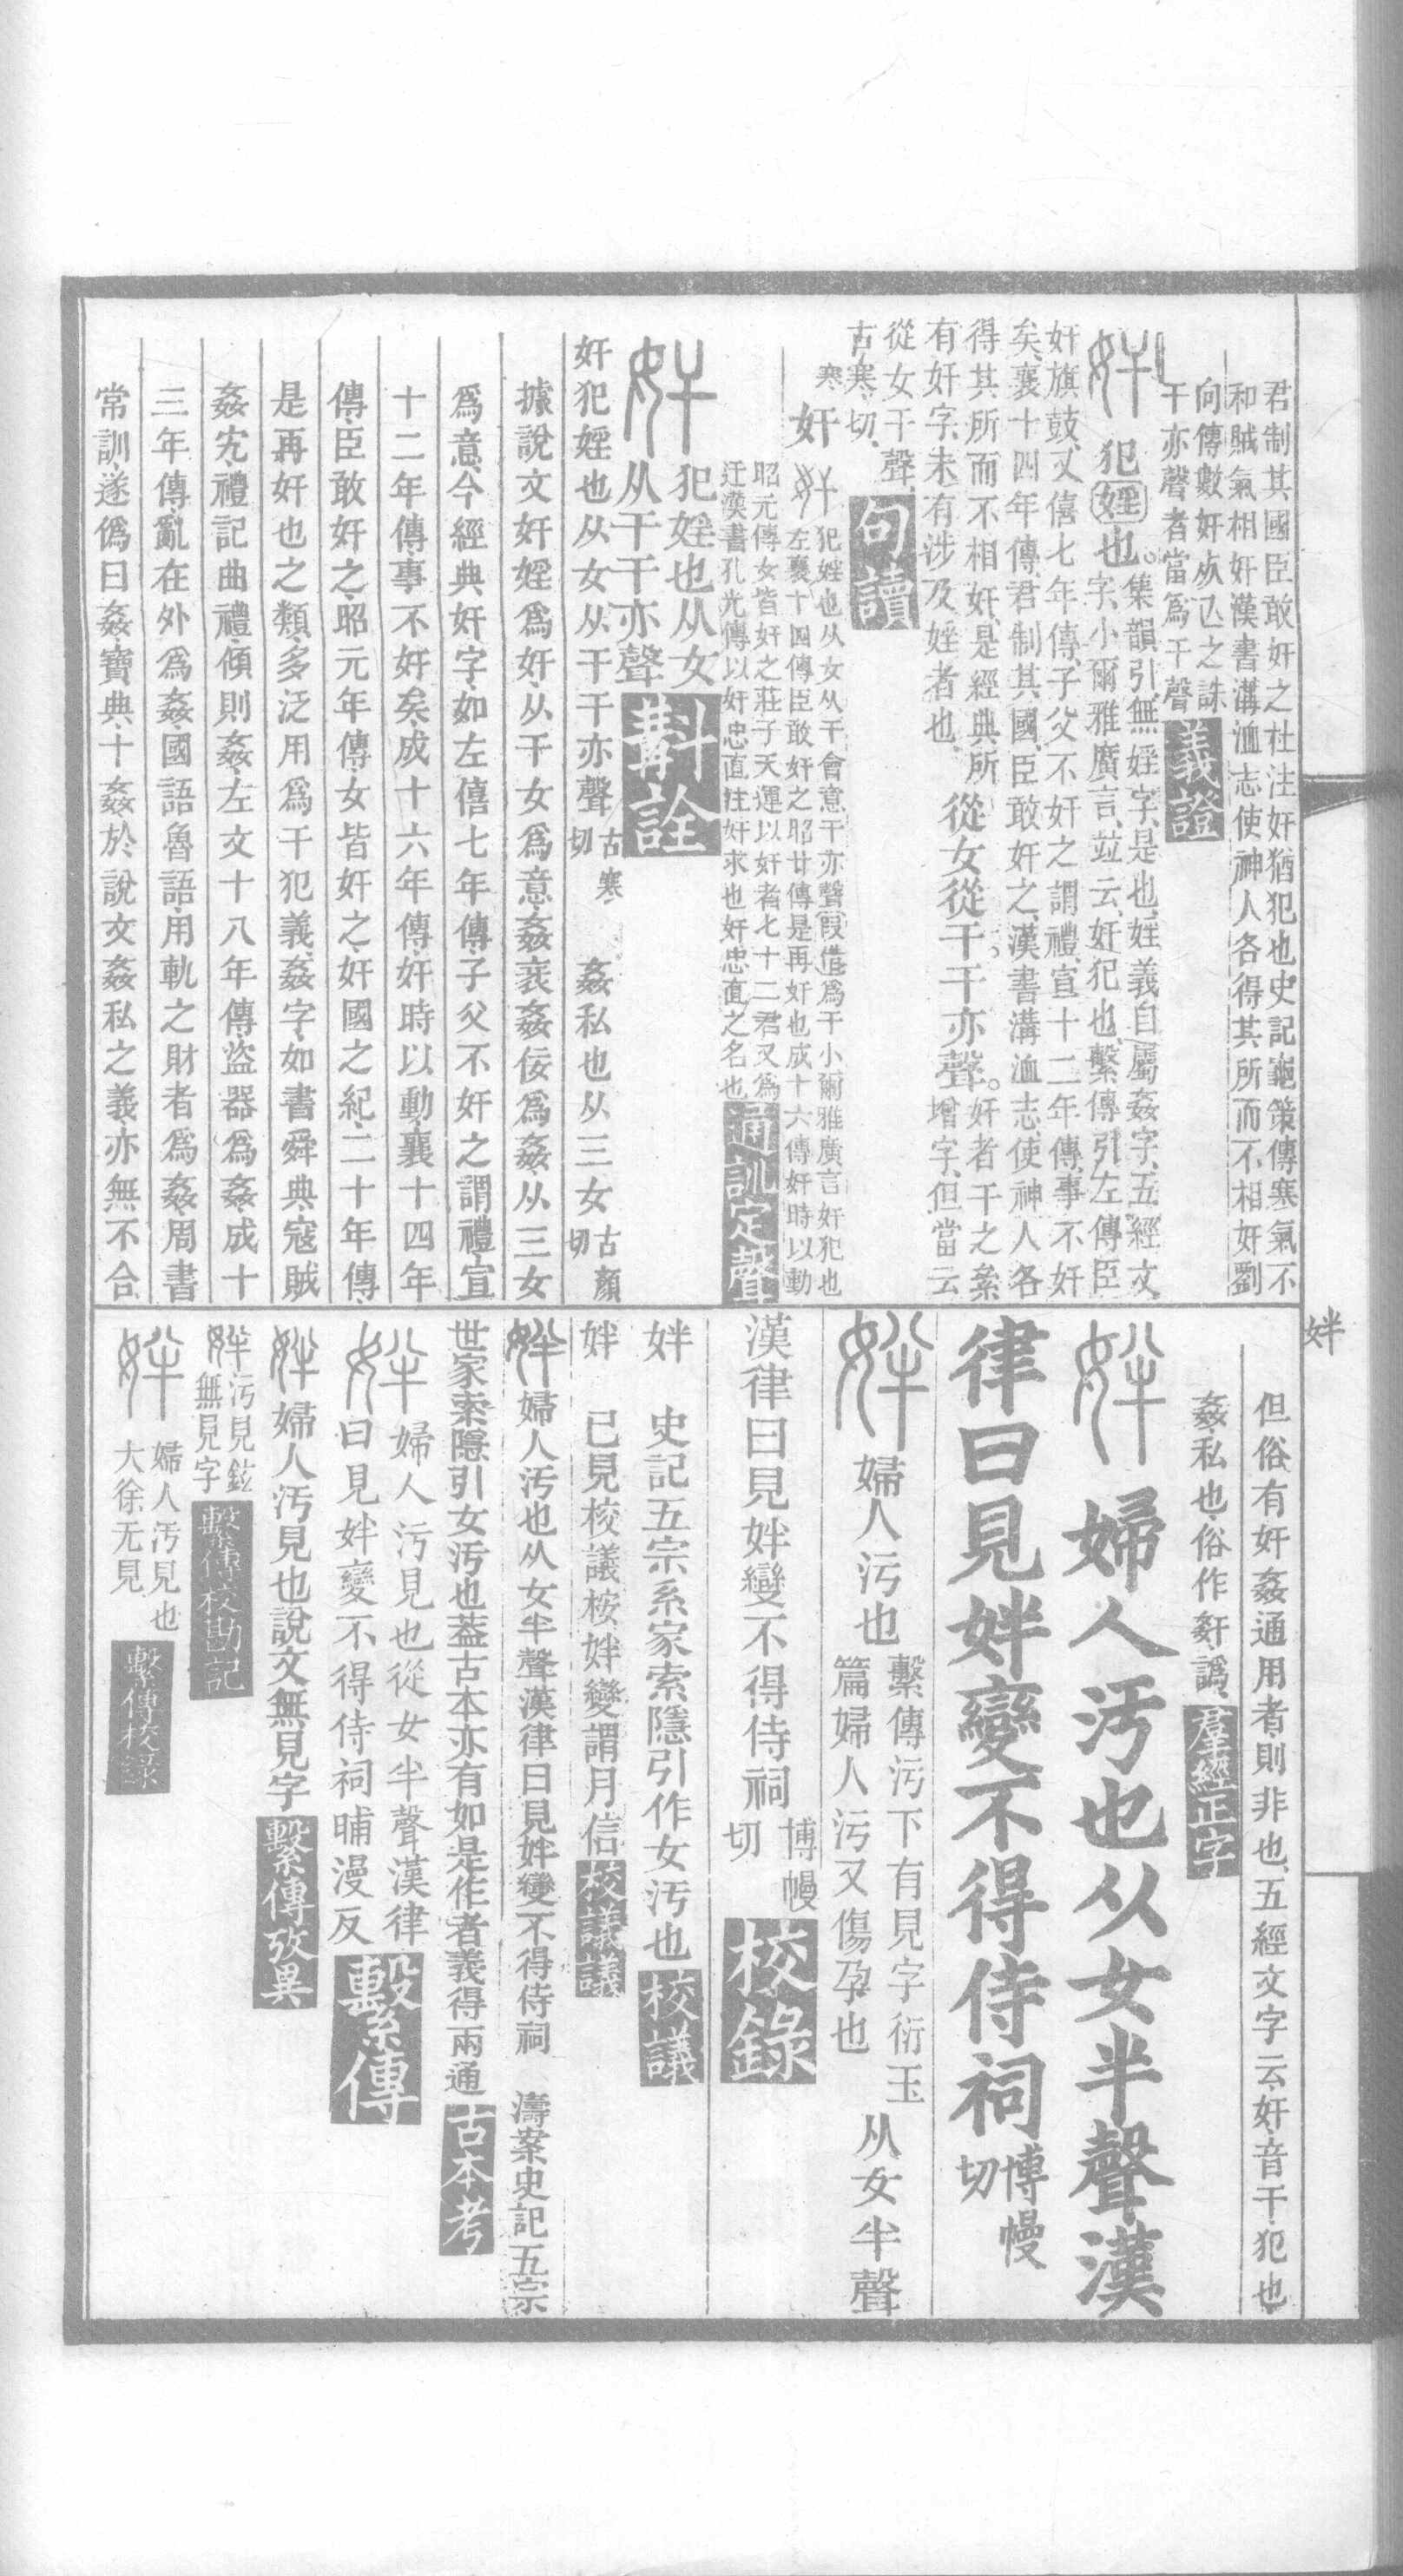 君制其國臣敢奸之杜注奸猶犯也史記龜策傳寒氣不
和賊氣相奸漢書溝洫志使神人各得其所而不相奸劉
向傳數奸死亾之誅
干亦聲者當爲干聲
義證
犯婬也。
集韻引無婬字是也婬義自屬姦字五經文
字小爾雅廣言竝云奸犯也繫傳引左傳臣
奸旗鼓又僖七年傳子父不奸之謂禮宣十二年傳事不奸
矣襄十四年傳君制其國臣敢奸之漢書溝洫志使神人各
得其所而不相奸是經典所
有奸字未有涉及婬者也
從女從干干亦聲。
奸者干之絫
增字但當云
從女干聲
古寒切
句讀
寒
奸
犯婬也从女从干會意干亦聲叚借爲干小爾雅廣言奸犯也
左襄十四傳臣敢奸之昭廿傳是再奸也成十六傳奸時以動
昭元傳女皆奸之莊子天運以奸者七十二君又爲
迀漢書孔光傳以奸忠直注奸求也奸忠直之名也
通訓定聲
犯婬也从女
从干干亦聲
斠詮
奸犯婬也从女从干干亦聲
古寒
切
姦私也从三女
古顏
切
據說文奸婬爲奸从干女爲意姦衺姦佞爲姦从三女
爲意今經典奸字如左僖七年傳子父不奸之謂禮宣
十二年傳事不奸矣成十六年傳奸時以動襄十四年
傳臣敢奸之昭元年傳女皆奸之奸國之紀二十年傳
是再奸也之類多泛用爲干犯義姦字如書舜典寇賊
姦宄禮記曲禮傾則姦左文十八年傳盜器爲姦成十
三年傳亂在外爲姦國語魯語用軌之財者爲姦周書
常訓遂僞曰姦寶典十姦於說文姦私之義亦無不合
姅
但俗有奸姦通用者則非也五經文字云奸音干犯也
姦私也俗作姧譌
羣經正字
婦人汚也从女半聲漢
律曰見姅變不得侍祠
博幔
切
婦人污也
繫傳污下有見字衍玉
篇婦人污又傷孕也
从女半聲
漢律曰見姅變不得侍祠
博幔
切
校錄
姅 史記五宗系家索隱引作女汚也
校議
姅 已見校議桉姅變謂月信
校議議
婦人汚也从女半聲漢律曰見姅變不得侍祠 濤案史記五宗
世家索隱引女汚也葢古本亦有如是作者義得兩通
古本考
婦人污見也從女半聲漢律
曰見姅變不得侍祠晡漫反
繫傳
婦人汚見也說文無見字
繫傳攷異
污見鉉
無見字
繫傳校勘記
婦人汚見也
大徐无見
繫傳校錄